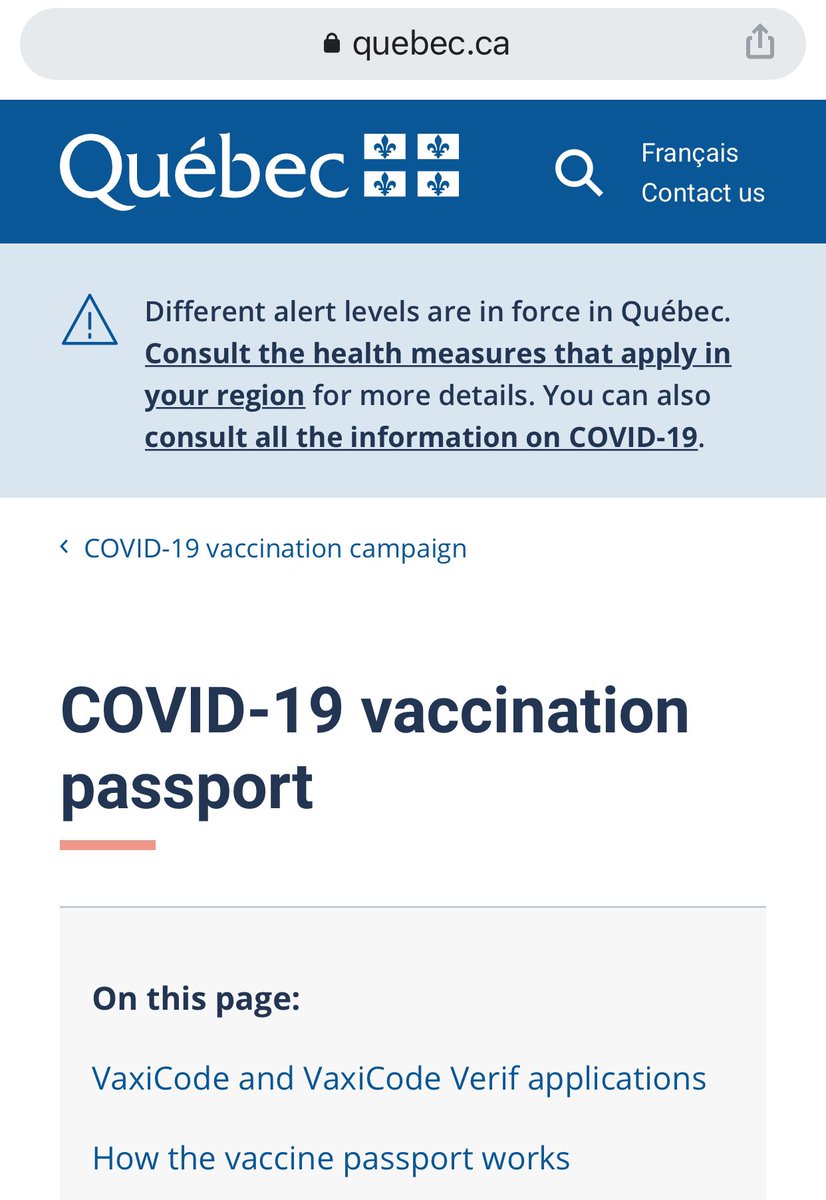 quebec.ca
Québec
Français
Contact us
Different alert levels are in force in Québec.
Consult the health measures that apply in
your region for more details. You can also
consult all the information on COVID-19.
COVID-19 vaccination campaign
COVID-19 vaccination
passport
On this page:
VaxiCode and VaxiCode Verif applications
How the vaccine passport works